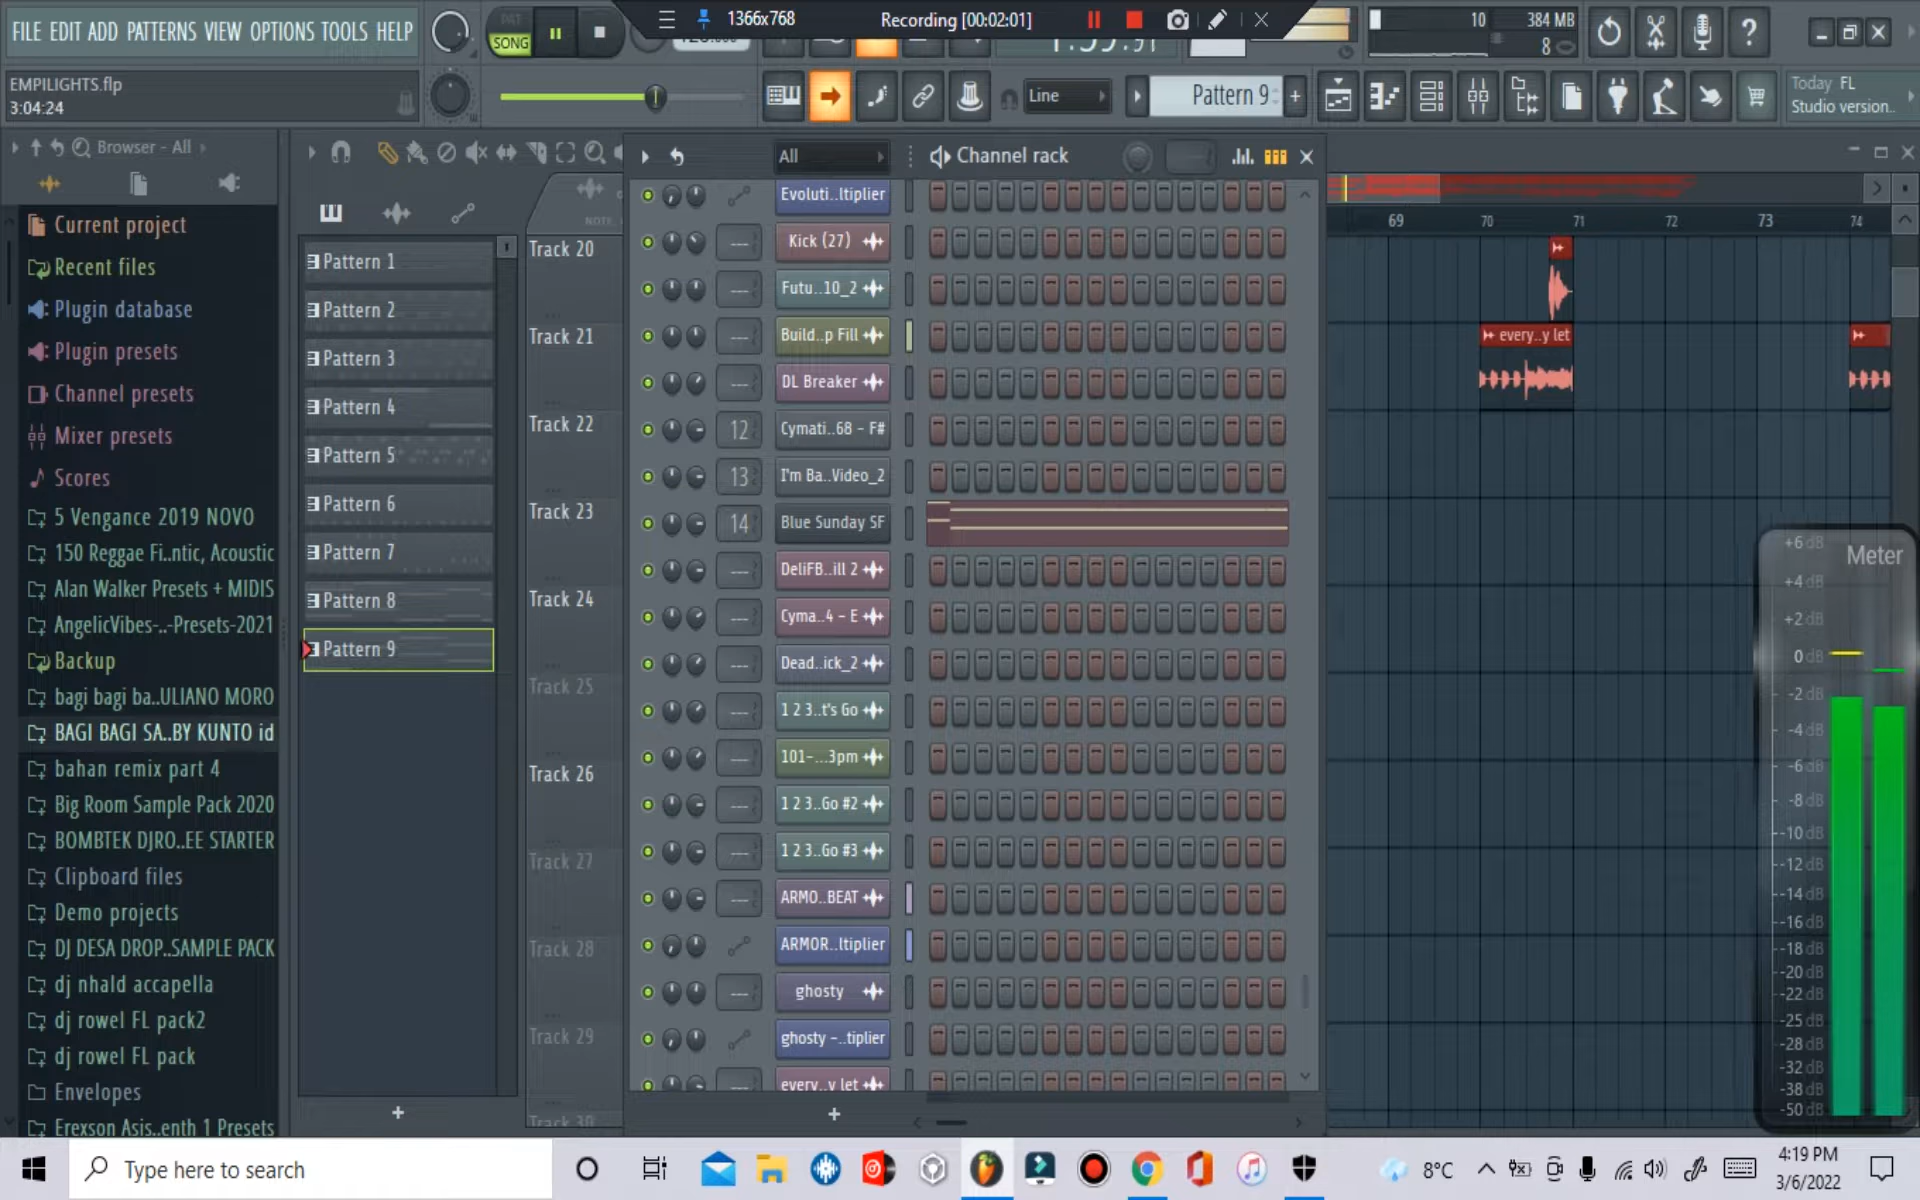 FILE EDIT ADD PATTERNS VIEW OPTIONS TOOLS HELP
PAT
SONG
1366x768
Recording [00:02:01]
10
384 MB
8
EMPILIGHTS.flp
3:04:24
Line
Pattern 9
Today FL
Studio version..
Browser - All
All
Channel rack
Current project
Recent files
Plugin database
Plugin presets
Channel presets
Mixer presets
Scores
5 Vengance 2019 NOVO
150 Reggae Fi..ntic, Acoustic
Alan Walker Presets + MIDIS
AngelicVibes-..-Presets-2021
Backup
bagi bagi ba..ULIANO MORO
BAGI BAGI SA..BY KUNTO id
bahan remix part 4
Big Room Sample Pack 2020
BOMBTEK DJRO..EE STARTER
Clipboard files
Demo projects
DJ DESA DROP..SAMPLE PACK
dj nhald accapella
dj rowel FL pack2
dj rowel FL pack
Envelopes
Erexson Asis..enth 1 Presets
Pattern 1
Pattern 2
Pattern 3
Pattern 4
Pattern 5
Pattern 6
Pattern 7
Pattern 8
Pattern 9
NOTE
Track 20
Track 21
Track 22
Track 23
Track 24
Track 25
Track 26
Track 27
Track 28
Track 29
Track 30
Evoluti..ltiplier
Kick (27)
Futu..10_2
Build..p Fill
DL Breaker
12
Cymati..68 - F#
13
I'm Ba..Video_2
14
Blue Sunday SF
DeliFB..ill 2
Cyma..4 - E
Dead..ick_2
1 2 3..t's Go
101-...3pm
1 2 3..Go #2
1 2 3..Go #3
ARMO..BEAT
ARMOR..ltiplier
ghosty
ghosty -..tiplier
every..y let
69
70
71
72
73
74
every..y let
Meter
+6 dB
+4 dB
+2 dB
0 dB
-2 dB
-4 dB
-6 dB
-8 dB
-10 dB
-12 dB
-14 dB
-16 dB
-18 dB
-20 dB
-22 dB
-25 dB
-28 dB
-32 dB
-38 dB
-50 dB
Type here to search
8°C
4:19 PM
3/6/2022